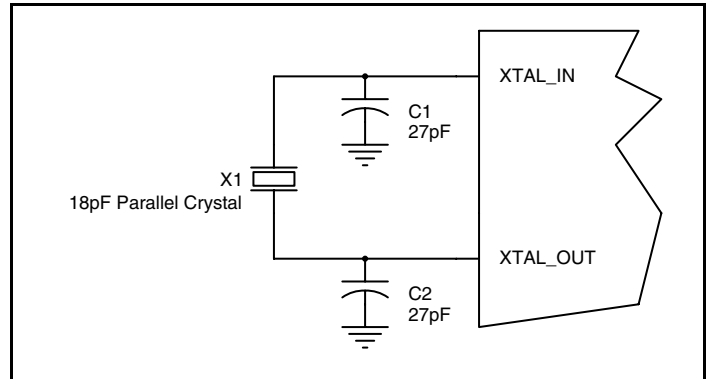 XTAL_IN
C1
27pF
X1
18pF Parallel Crystal
XTAL_OUT
C2
27pF